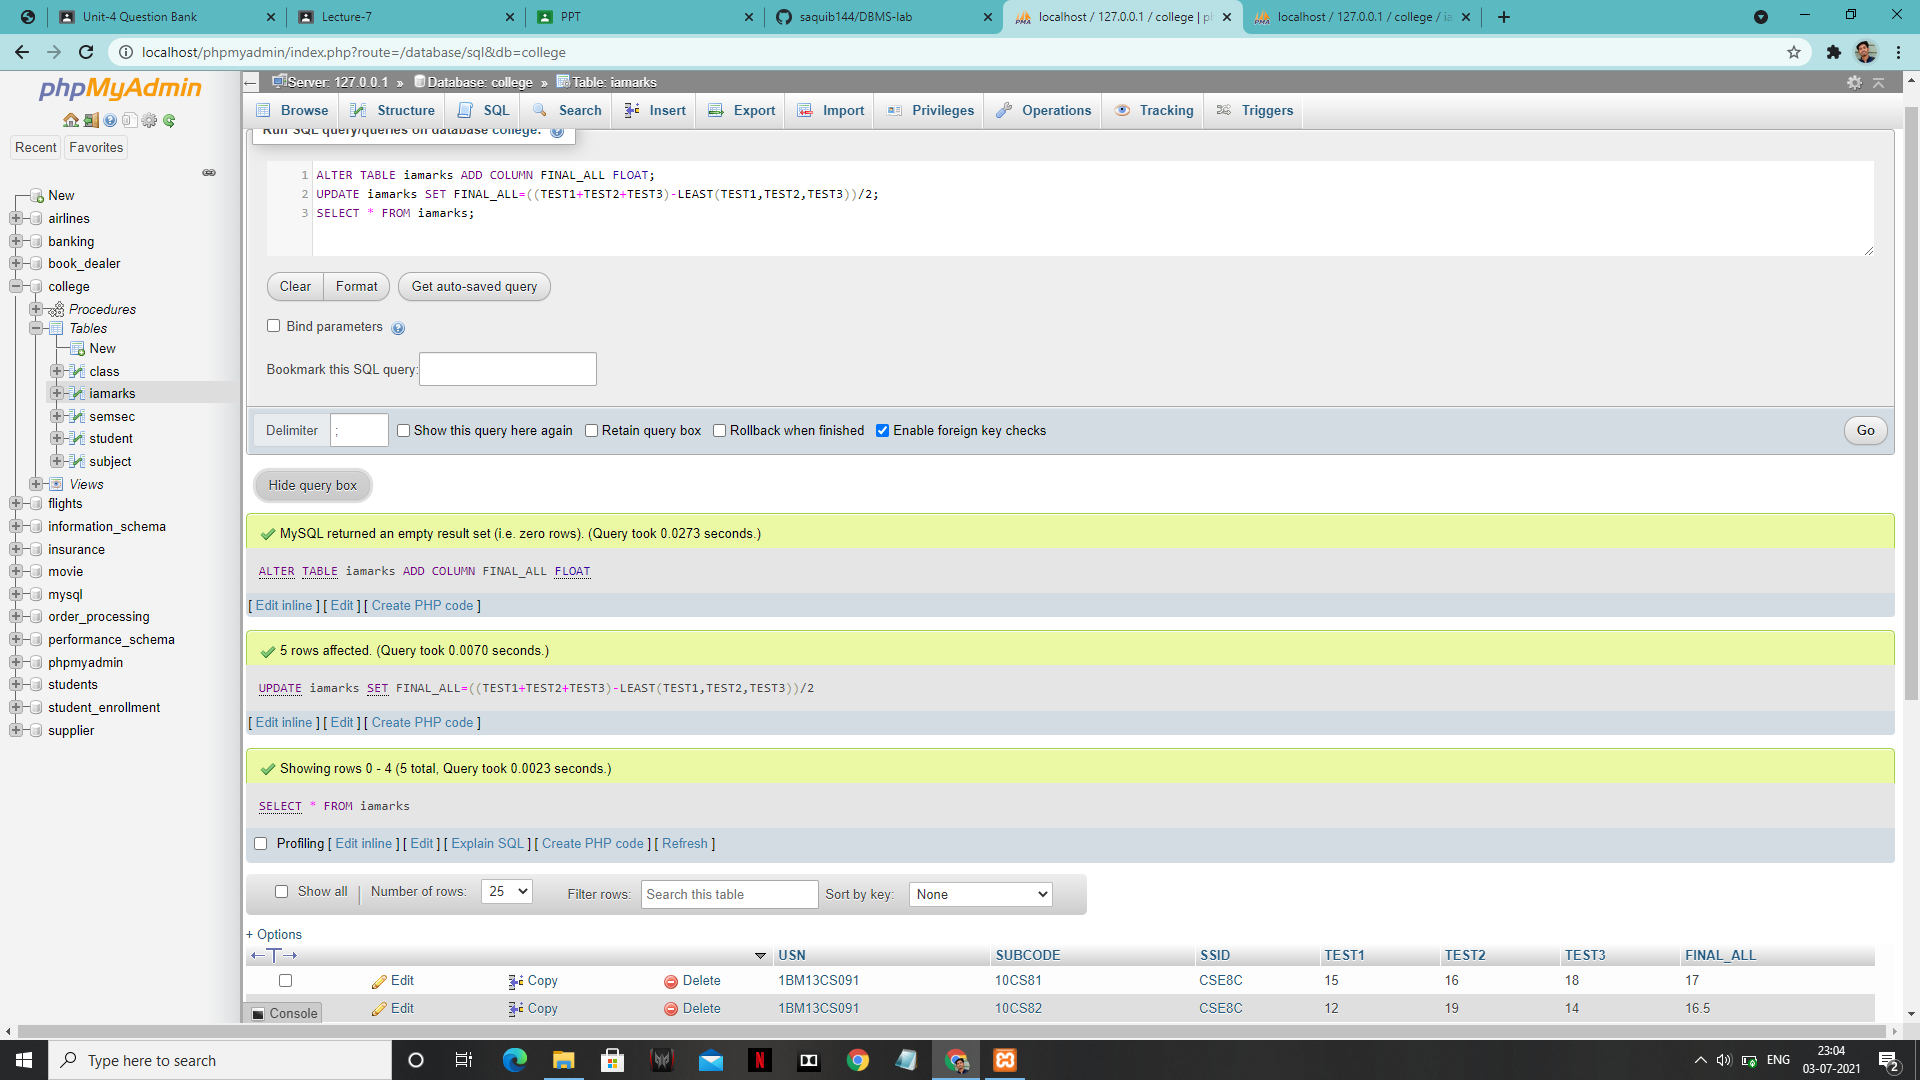 Unit-4 Question Bank
Lecture-7
PPT
saquib144/DBMS-lab
localhost / 127.0.0.1 / college | p
localhost / 127.0.0.1 / college / ia
localhost/phpmyadmin/index.php?route=/database/sql&db=college
phpMyAdmin
Recent
Favorites
New
airlines
banking
book_dealer
college
Procedures
Tables
New
class
iamarks
semsec
student
subject
Views
flights
information_schema
insurance
movie
mysql
order_processing
performance_schema
phpmyadmin
students
student_enrollment
supplier
Server: 127.0.0.1 » Database: college » Table: iamarks
Browse
Structure
SQL
Search
Insert
Export
Import
Privileges
Operations
Tracking
Triggers
Run SQL query/queries on database college:
1 ALTER TABLE iamarks ADD COLUMN FINAL_ALL FLOAT;
2 UPDATE iamarks SET FINAL_ALL=((TEST1+TEST2+TEST3)-LEAST(TEST1,TEST2,TEST3))/2;
3 SELECT * FROM iamarks;
Clear
Format
Get auto-saved query
Bind parameters
Bookmark this SQL query:
Delimiter ;
Show this query here again
Retain query box
Rollback when finished
Enable foreign key checks
Go
Hide query box
MySQL returned an empty result set (i.e. zero rows). (Query took 0.0273 seconds.)
ALTER TABLE iamarks ADD COLUMN FINAL_ALL FLOAT
[ Edit inline ] [ Edit ] [ Create PHP code ]
5 rows affected. (Query took 0.0070 seconds.)
UPDATE iamarks SET FINAL_ALL=((TEST1+TEST2+TEST3)-LEAST(TEST1,TEST2,TEST3))/2
[ Edit inline ] [ Edit ] [ Create PHP code ]
Showing rows 0 - 4 (5 total, Query took 0.0023 seconds.)
SELECT * FROM iamarks
Profiling [ Edit inline ] [ Edit ] [ Explain SQL ] [ Create PHP code ] [ Refresh ]
Show all | Number of rows: 25 Filter rows: Search this table Sort by key: None
+ Options
←T→ USN SUBCODE SSID TEST1 TEST2 TEST3 FINAL_ALL
Edit Copy Delete 1BM13CS091 10CS81 CSE8C 15 16 18 17
Edit Copy Delete 1BM13CS091 10CS82 CSE8C 12 19 14 16.5
Console
Type here to search
ENG
23:04
03-07-2021
2